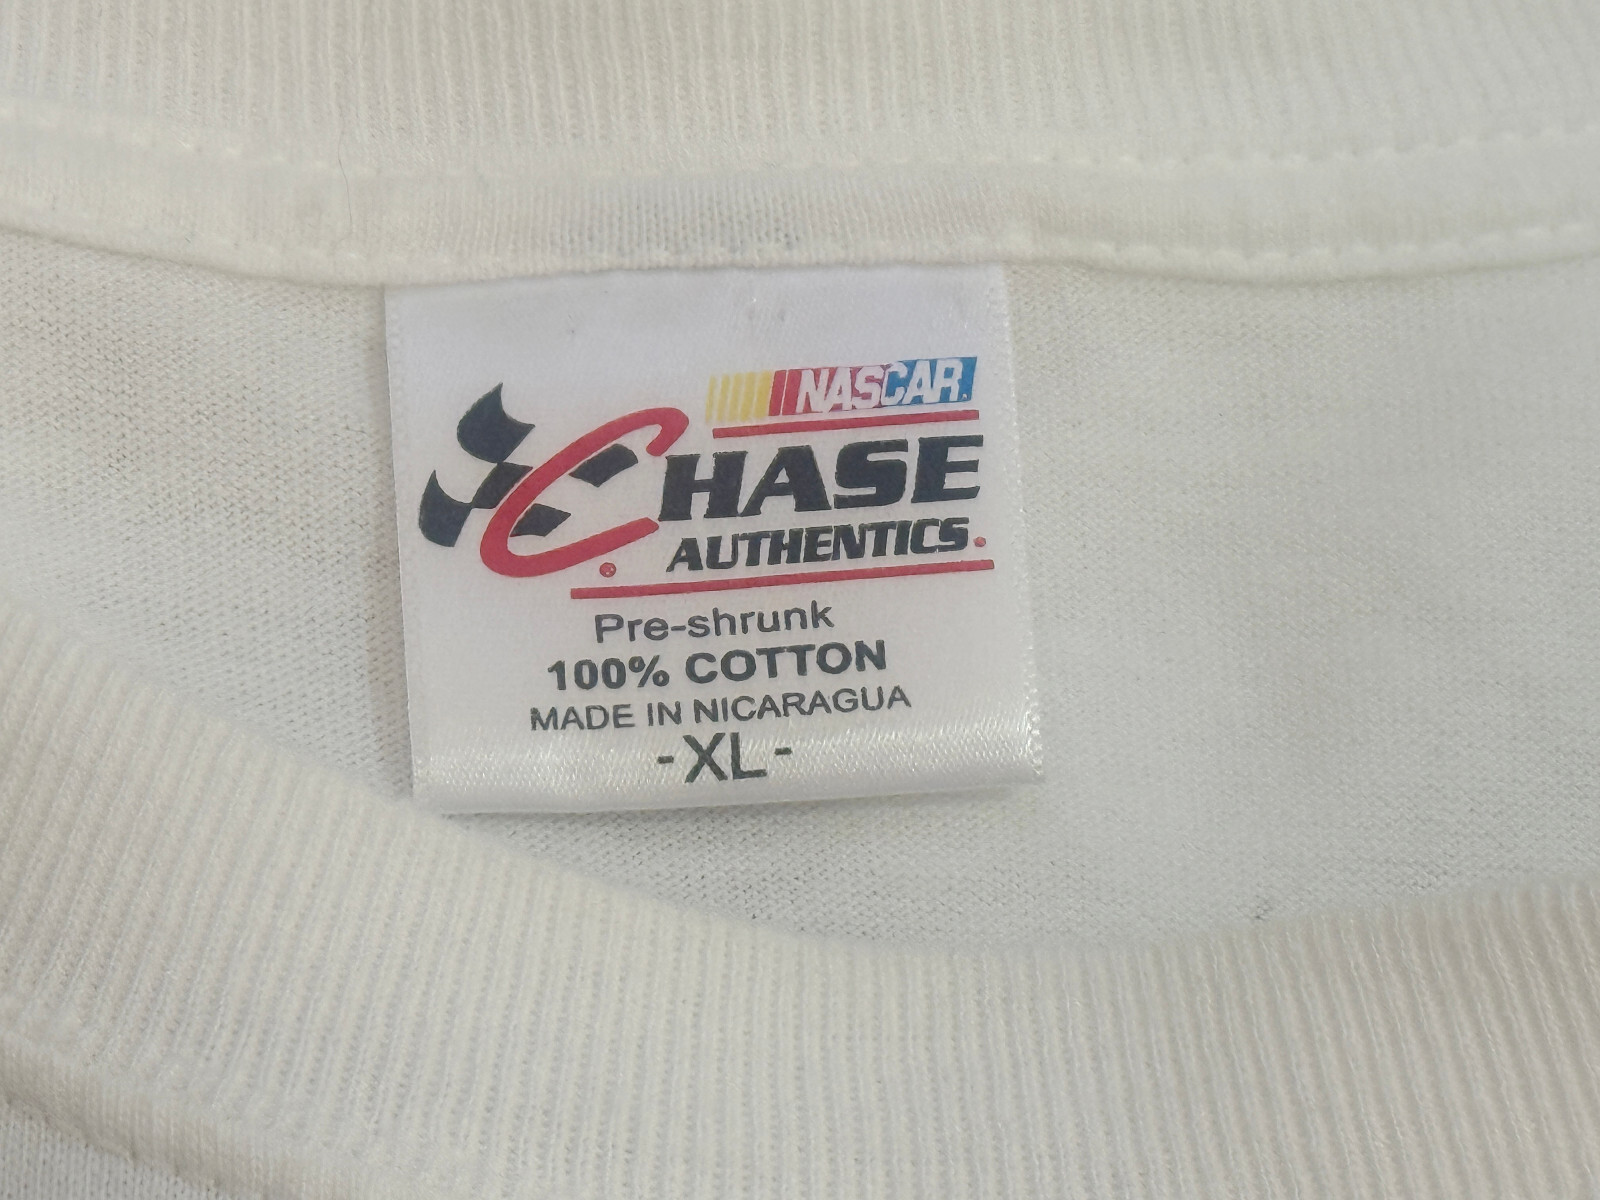 NASCAR
CHASE
AUTHENTICS
Pre-shrunk
100% COTTON
MADE IN NICARAGUA
-XL-